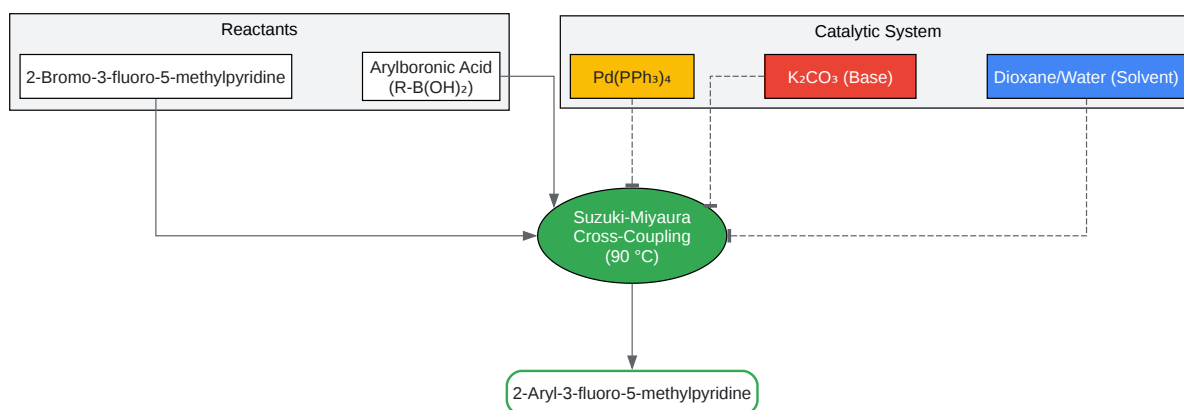 Reactants
2-Bromo-3-fluoro-5-methylpyridine
Arylboronic Acid
(R-B(OH)₂)
Catalytic System
Pd(PPh₃)₄
K₂CO₃ (Base)
Dioxane/Water (Solvent)
Suzuki-Miyaura
Cross-Coupling
(90 °C)
2-Aryl-3-fluoro-5-methylpyridine